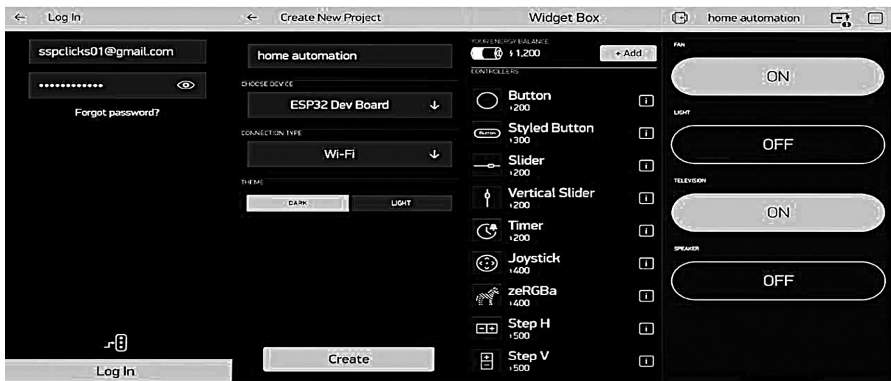 Log In
sspclicks01@gmail.com
••••••••••••
Forgot password?
Log In
Create New Project
home automation
CHOOSE DEVICE
ESP32 Dev Board
CONNECTION TYPE
Wi-Fi
THEME
DARK LIGHT
Create
Widget Box
YOUR ENERGY BALANCE
1,200 + Add
CONTROLLERS
Button
200
Styled Button
300
Slider
200
Vertical Slider
200
Timer
200
Joystick
400
zeRGBa
400
Step H
500
Step V
500
home automation
FAN
ON
LIGHT
OFF
TELEVISION
ON
SPEAKER
OFF